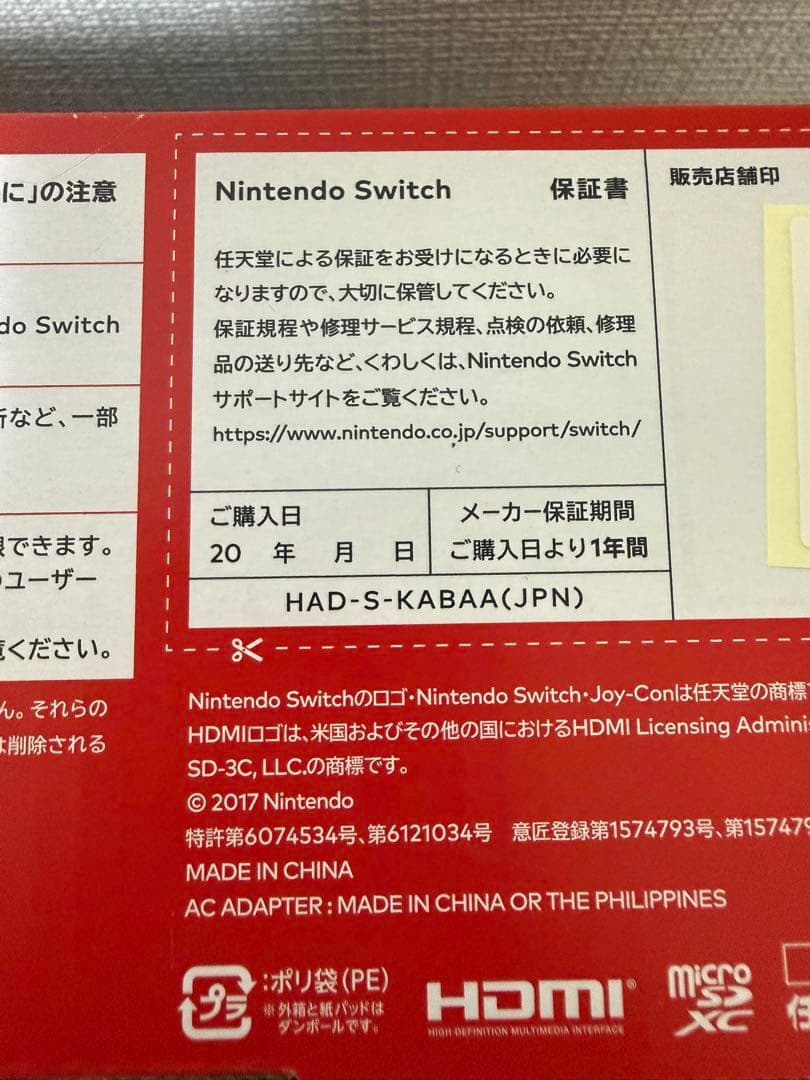 に」の注意
do Switch
など、一部
できます。
ユーザー
ください。
ん。それらの
は削除される
Nintendo Switch 保証書
任天堂による保証をお受けになるときに必要に
なりますので、大切に保管してください。
保証規程や修理サービス規程、点検の依頼、修理
品の送り先など、くわしくは、Nintendo Switch
サポートサイトをご覧ください。
https://www.nintendo.co.jp/support/switch/
販売店舗印
ご購入日
20 年 月 日
メーカー保証期間
ご購入日より1年間
HAD-S-KABAA(JPN)
Nintendo Switchのロゴ・Nintendo Switch・Joy-Conは任天堂の商標
HDMIロゴは、米国およびその他の国におけるHDMI Licensing Admini
SD-3C, LLC.の商標です。
© 2017 Nintendo
特許第6074534号、第6121034号 意匠登録第1574793号、第157479
MADE IN CHINA
AC ADAPTER : MADE IN CHINA OR THE PHILIPPINES
プラ
:ポリ袋(PE)
※外箱と紙パッドは
ダンボールです。
HDMI®
HIGH-DEFINITION MULTIMEDIA INTERFACE
micro
SD
XC